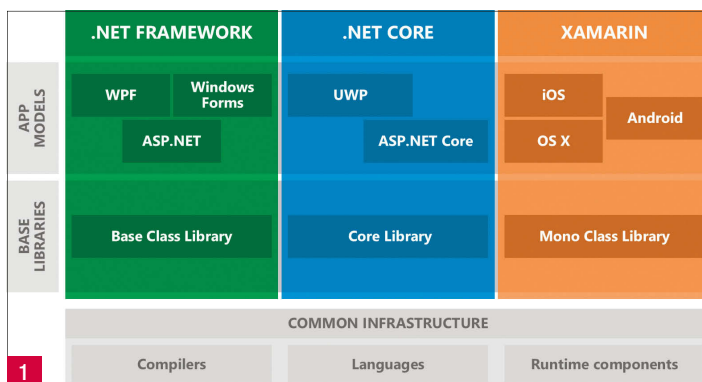 .NET FRAMEWORK
.NET CORE
XAMARIN
APP
MODELS
WPF
Windows
Forms
ASP.NET
UWP
ASP.NET Core
iOS
Android
OS X
BASE
LIBRARIES
Base Class Library
Core Library
Mono Class Library
COMMON INFRASTRUCTURE
Compilers
Languages
Runtime components
1